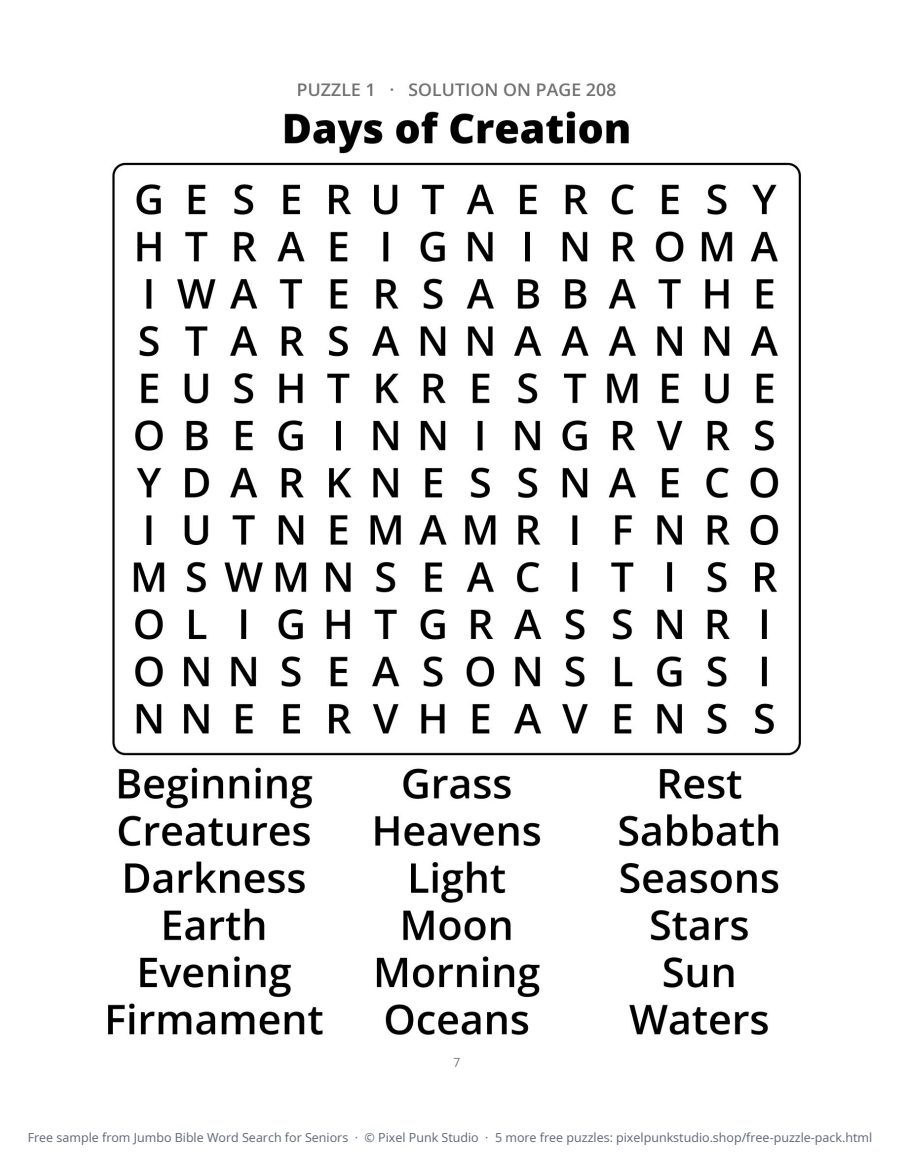 PUZZLE 1 · SOLUTION ON PAGE 208
Days of Creation
G E S E R U T A E R C E S Y
H T R A E I G N I N R O M A
I W A T E R S A B B A T H E
S T A R S A N N A A A N N A
E U S H T K R E S T M E U E
O B E G I N N I N G R V R S
Y D A R K N E S S N A E C O
I U T N E M A M R I F N R O
M S W M N S E A C I T I S R
O L I G H T G R A S S N R I
O N N S E A S O N S L G S I
N N E E R V H E A V E N S S
Beginning Grass Rest
Creatures Heavens Sabbath
Darkness Light Seasons
Earth Moon Stars
Evening Morning Sun
Firmament Oceans Waters
7
Free sample from Jumbo Bible Word Search for Seniors · © Pixel Punk Studio · 5 more free puzzles: pixelpunkstudio.shop/free-puzzle-pack.html